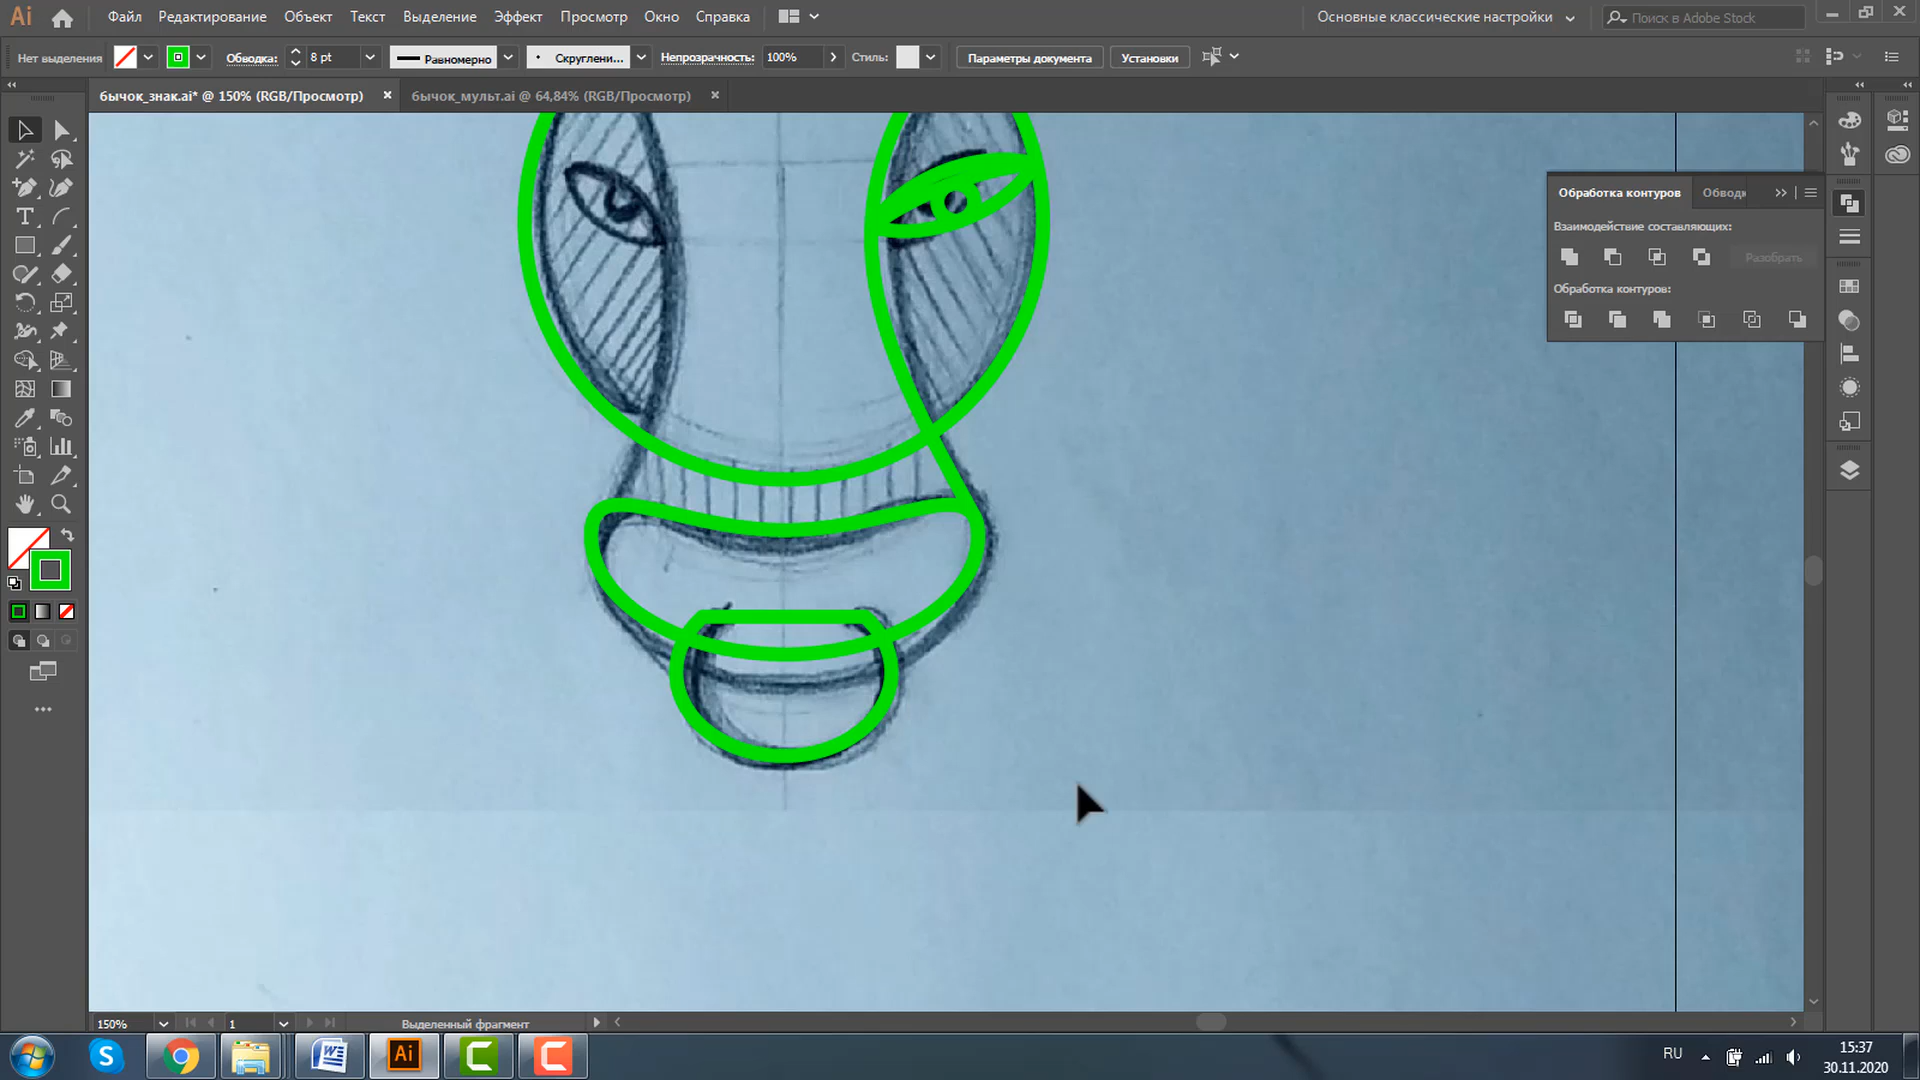 Ai Файл Редактирование Объект Текст Выделение Эффект Просмотр Окно Справка Основные классические настройки Поиск в Adobe Stock
Нет выделения Обводка: 8 pt Равномерно Скруглени... Непрозрачность: 100% Стиль: Параметры документа Установки
бычок_знак.ai* @ 150% (RGB/Просмотр) × бычок_мульт.ai @ 64,84% (RGB/Просмотр) ×
Обработка контуров Обводк
Взаимодействие составляющих:
Разобрать
Обработка контуров:
150% 1 Выделенный фрагмент
RU
15:37
30.11.2020